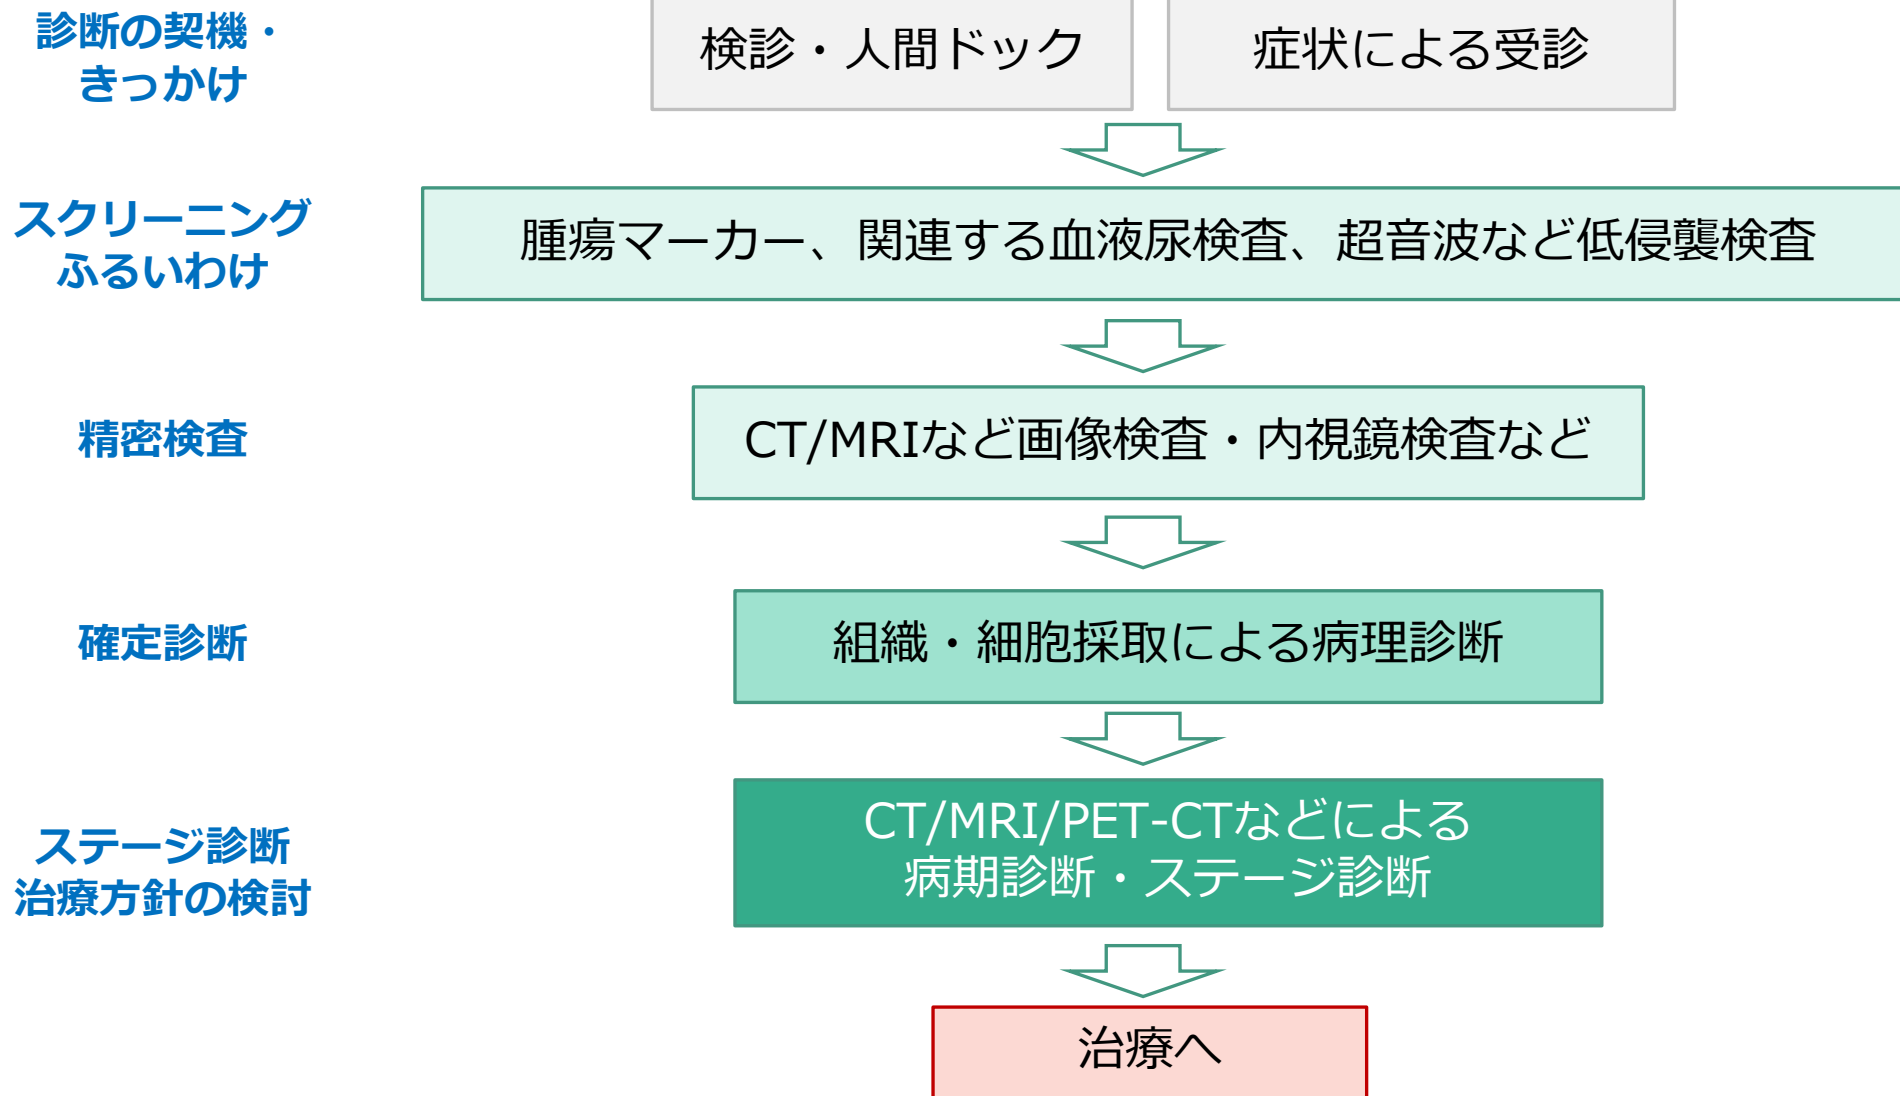 診断の契機・
きっかけ
検診・人間ドック
症状による受診
スクリーニング
ふるいわけ
腫瘍マーカー、関連する血液尿検査、超音波など低侵襲検査
精密検査
CT/MRIなど画像検査・内視鏡検査など
確定診断
組織・細胞採取による病理診断
ステージ診断
治療方針の検討
CT/MRI/PET-CTなどによる
病期診断・ステージ診断
治療へ